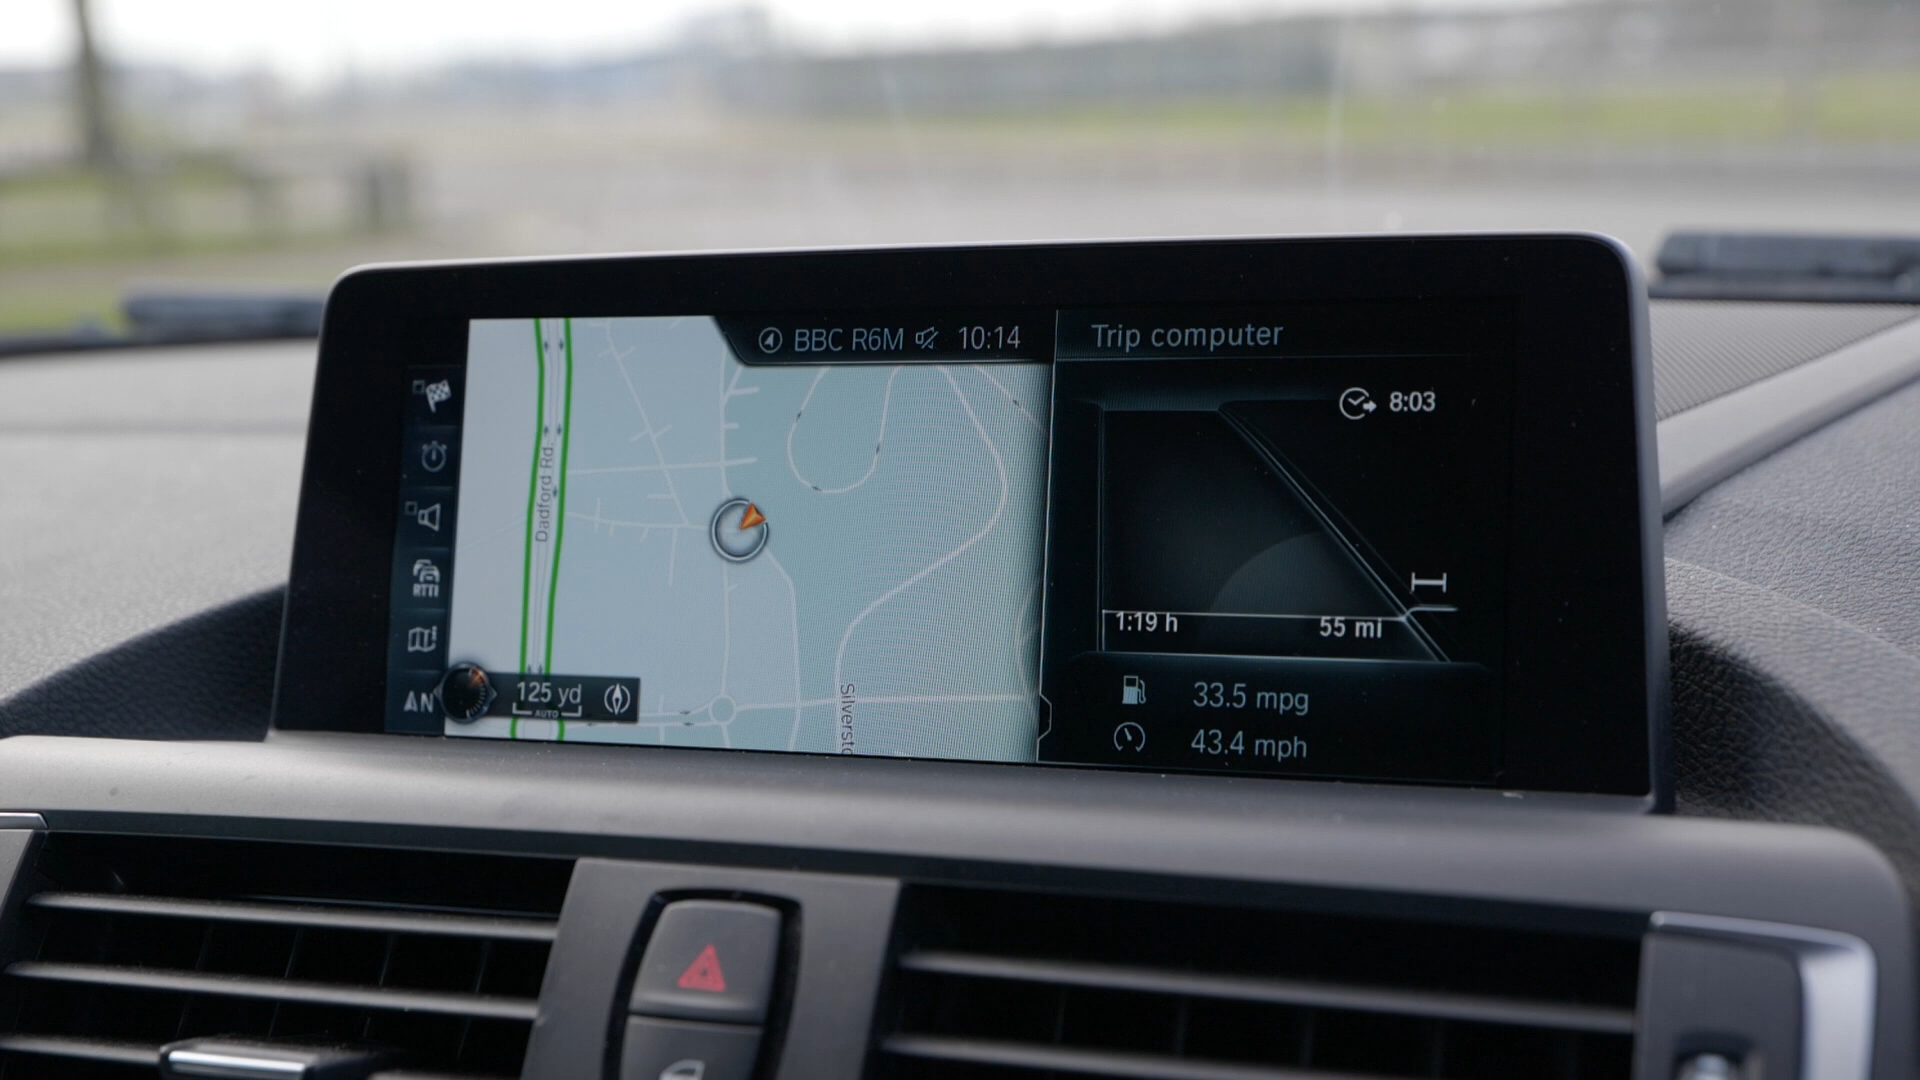 BBC R6M 10:14
Trip computer
8:03
Dadford Rd.
RTTI
1:19 h
55 mi
N
125 yd
AUTO
Silversto
33.5 mpg
43.4 mph